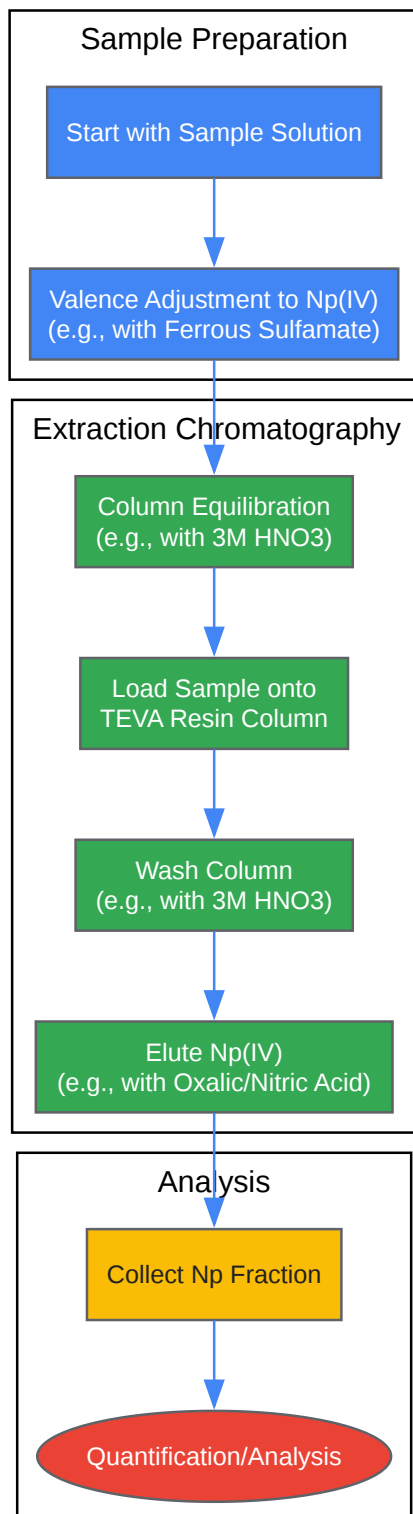 Sample Preparation
Start with Sample Solution
Valence Adjustment to Np(IV)
(e.g., with Ferrous Sulfamate)
Extraction Chromatography
Column Equilibration
(e.g., with 3M HNO3)
Load Sample onto
TEVA Resin Column
Wash Column
(e.g., with 3M HNO3)
Elute Np(IV)
(e.g., with Oxalic/Nitric Acid)
Analysis
Collect Np Fraction
Quantification/Analysis